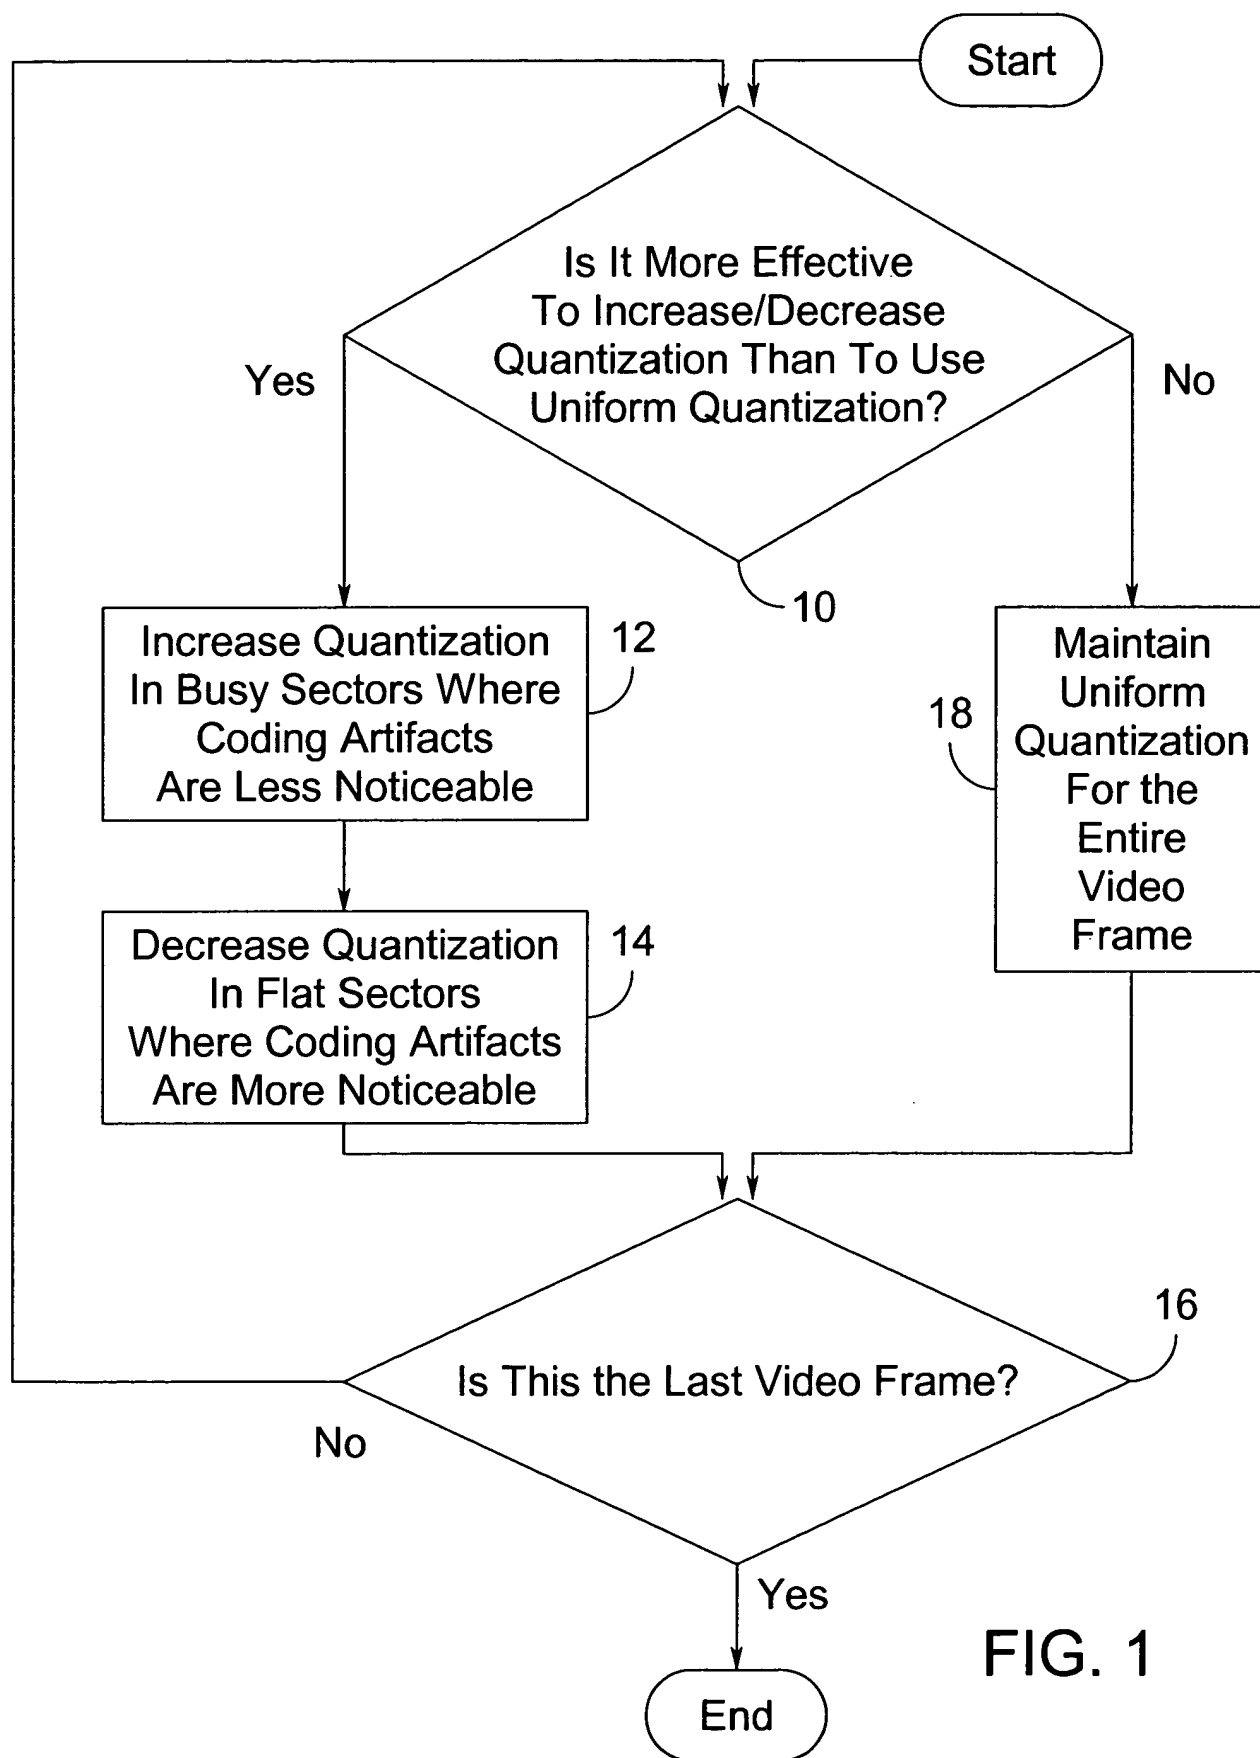 Start
Is It More Effective
To Increase/Decrease
Quantization Than To Use
Uniform Quantization?
Yes
No
10
Increase Quantization
In Busy Sectors Where
Coding Artifacts
Are Less Noticeable
12
Maintain
Uniform
Quantization
For the
Entire
Video
Frame
18
Decrease Quantization
In Flat Sectors
Where Coding Artifacts
Are More Noticeable
14
16
Is This the Last Video Frame?
No
Yes
FIG. 1
End